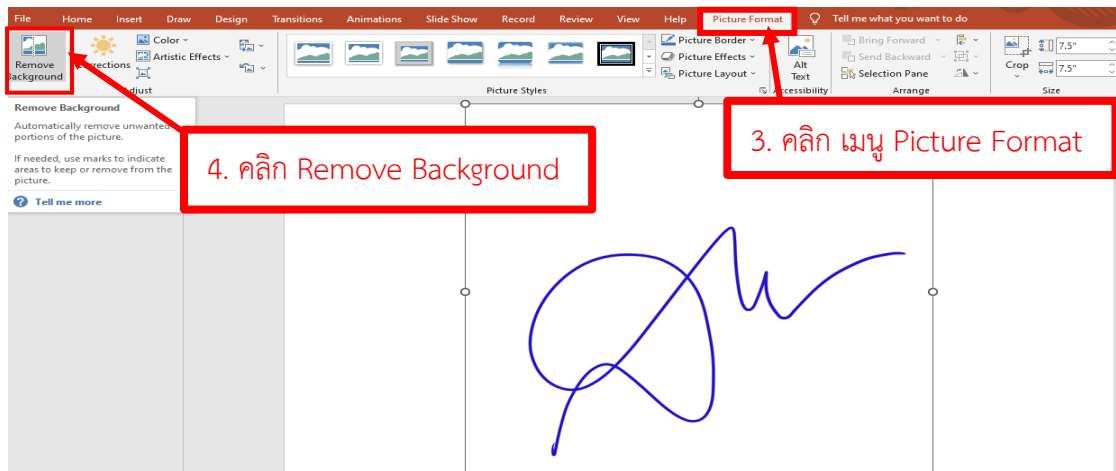 File Home Insert Draw Design Transitions Animations Slide Show Record Review View Help Picture Format Tell me what you want to do
Remove Background
Corrections
Color
Artistic Effects
Adjust
Picture Styles
Picture Border
Picture Effects
Picture Layout
Alt Text
Accessibility
Bring Forward
Send Backward
Selection Pane
Arrange
Crop
7.5"
7.5"
Size
Remove Background
Automatically remove unwanted
portions of the picture.
If needed, use marks to indicate
areas to keep or remove from the
picture.
Tell me more
3. คลิก เมนู Picture Format
4. คลิก Remove Background